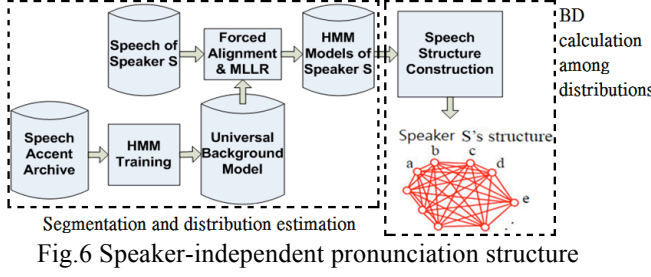 Speech of
Speaker S
Forced
Alignment
& MLLR
HMM
Models of
Speaker S
Speech
Structure
Construction
BD
calculation
among
distributions
Speech
Accent
Archive
HMM
Training
Universal
Background
Model
Speaker S's structure
a
b
c
d
e
Segmentation and distribution estimation
Fig.6 Speaker-independent pronunciation structure